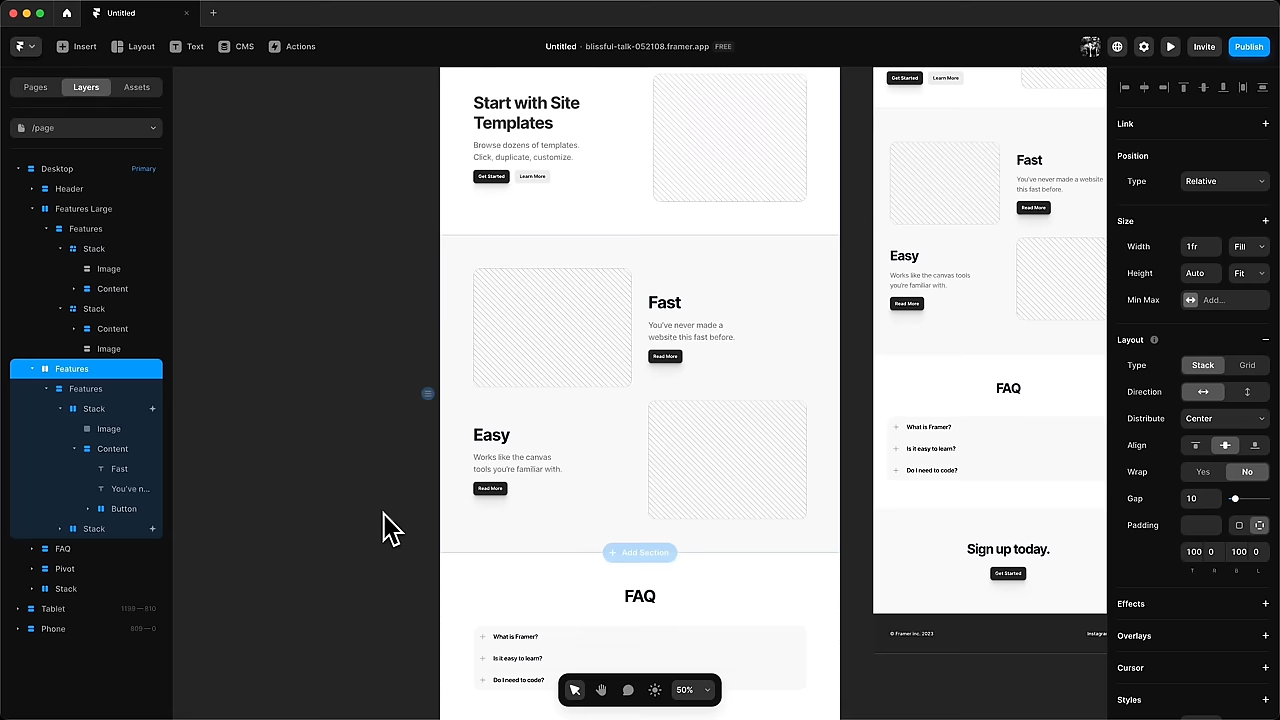 Untitled
Insert
Layout
Text
CMS
Actions
Untitled · blissful-talk-052108.framer.app FREE
Invite
Publish
Pages
Layers
Assets
/page
Desktop
Primary
Header
Features Large
Features
Stack
Image
Content
Stack
Content
Image
Features
Features
Stack
Image
Content
Fast
You've n...
Button
Stack
FAQ
Pivot
Stack
Tablet
1199 — 810
Phone
809 — 0
Start with Site
Templates
Browse dozens of templates.
Click, duplicate, customize.
Get Started
Learn More
Fast
You've never made a
website this fast before.
Read More
Easy
Works like the canvas
tools you're familiar with.
Read More
Add Section
FAQ
What is Framer?
Is it easy to learn?
Do I need to code?
50%
Get Started
Learn More
Fast
You've never made a website
this fast before.
Read More
Easy
Works like the canvas tools
you're familiar with.
Read More
FAQ
What is Framer?
Is it easy to learn?
Do I need to code?
Sign up today.
Get Started
© Framer Inc. 2023
Link
Position
Type
Relative
Size
Width
1fr
Fill
Height
Auto
Fit
Min Max
Add...
Layout
Type
Stack
Grid
Direction
Distribute
Center
Align
Wrap
Yes
No
Gap
10
Padding
100 0 100 0
T R B L
Effects
Overlays
Cursor
Styles